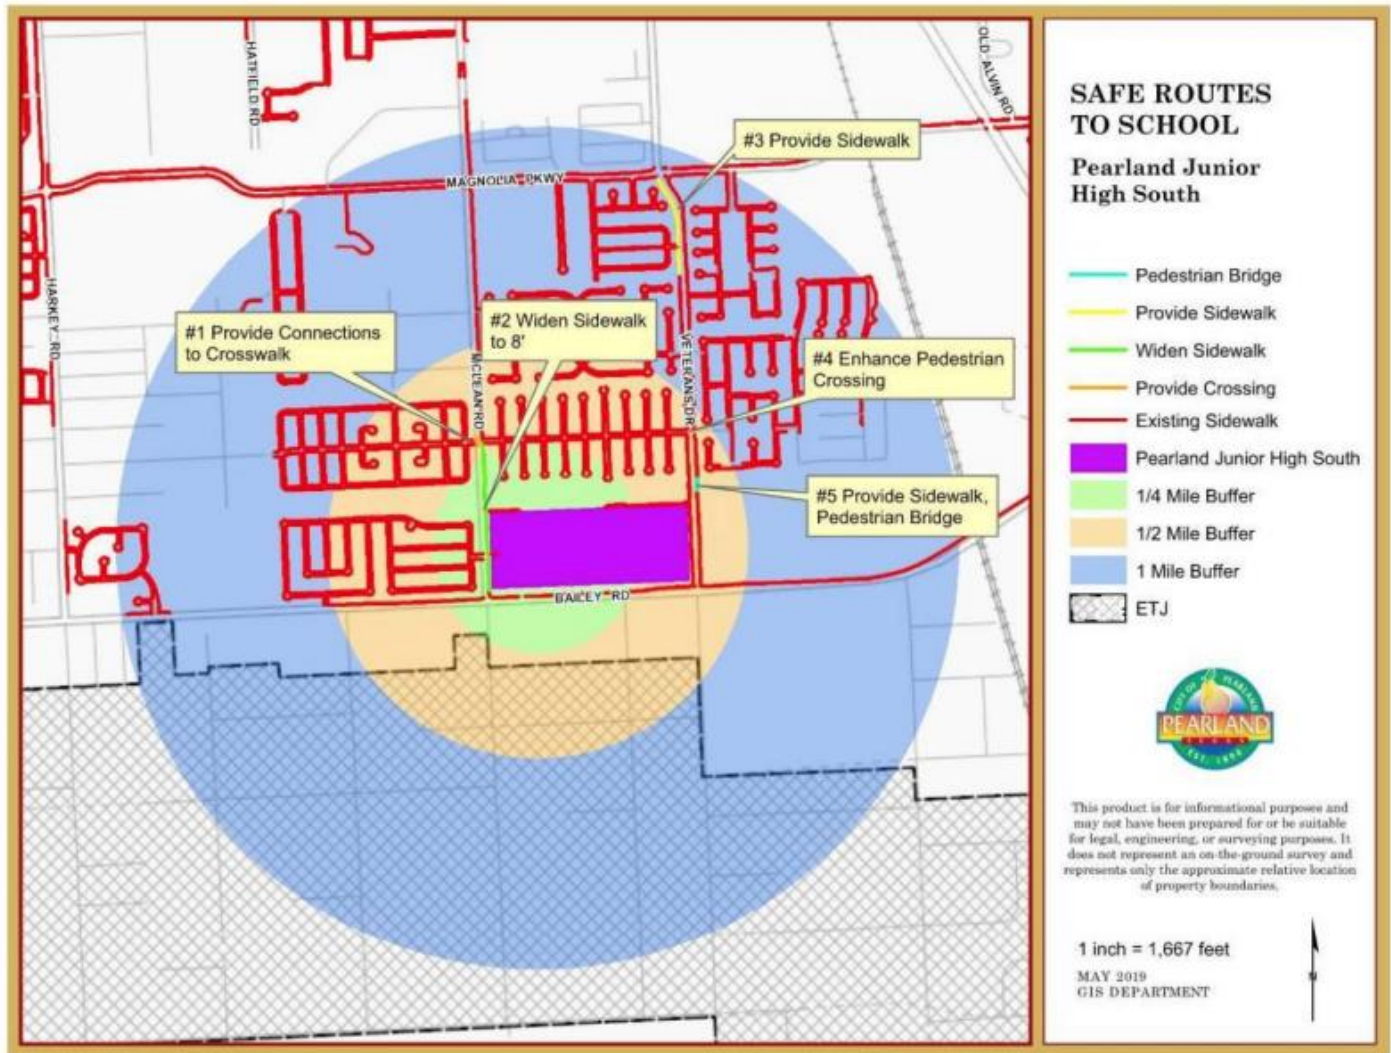 HATFIELD RD
OLD ALVIN RD
#3 Provide Sidewalk
MAGNOLIA PKWY
HARKEY RD
#1 Provide Connections
to Crosswalk
#2 Widen Sidewalk
to 8'
MCLEAN RD
VETERANS DR
#4 Enhance Pedestrian
Crossing
#5 Provide Sidewalk,
Pedestrian Bridge
BAILEY RD
SAFE ROUTES
TO SCHOOL
Pearland Junior
High South
Pedestrian Bridge
Provide Sidewalk
Widen Sidewalk
Provide Crossing
Existing Sidewalk
Pearland Junior High South
1/4 Mile Buffer
1/2 Mile Buffer
1 Mile Buffer
ETJ
CITY OF PEARLAND
PEARLAND
TEXAS
EST. 1894
This product is for informational purposes and
may not have been prepared for or be suitable
for legal, engineering, or surveying purposes. It
does not represent an on-the-ground survey and
represents only the approximate relative location
of property boundaries.
1 inch = 1,667 feet
MAY 2019
GIS DEPARTMENT
N